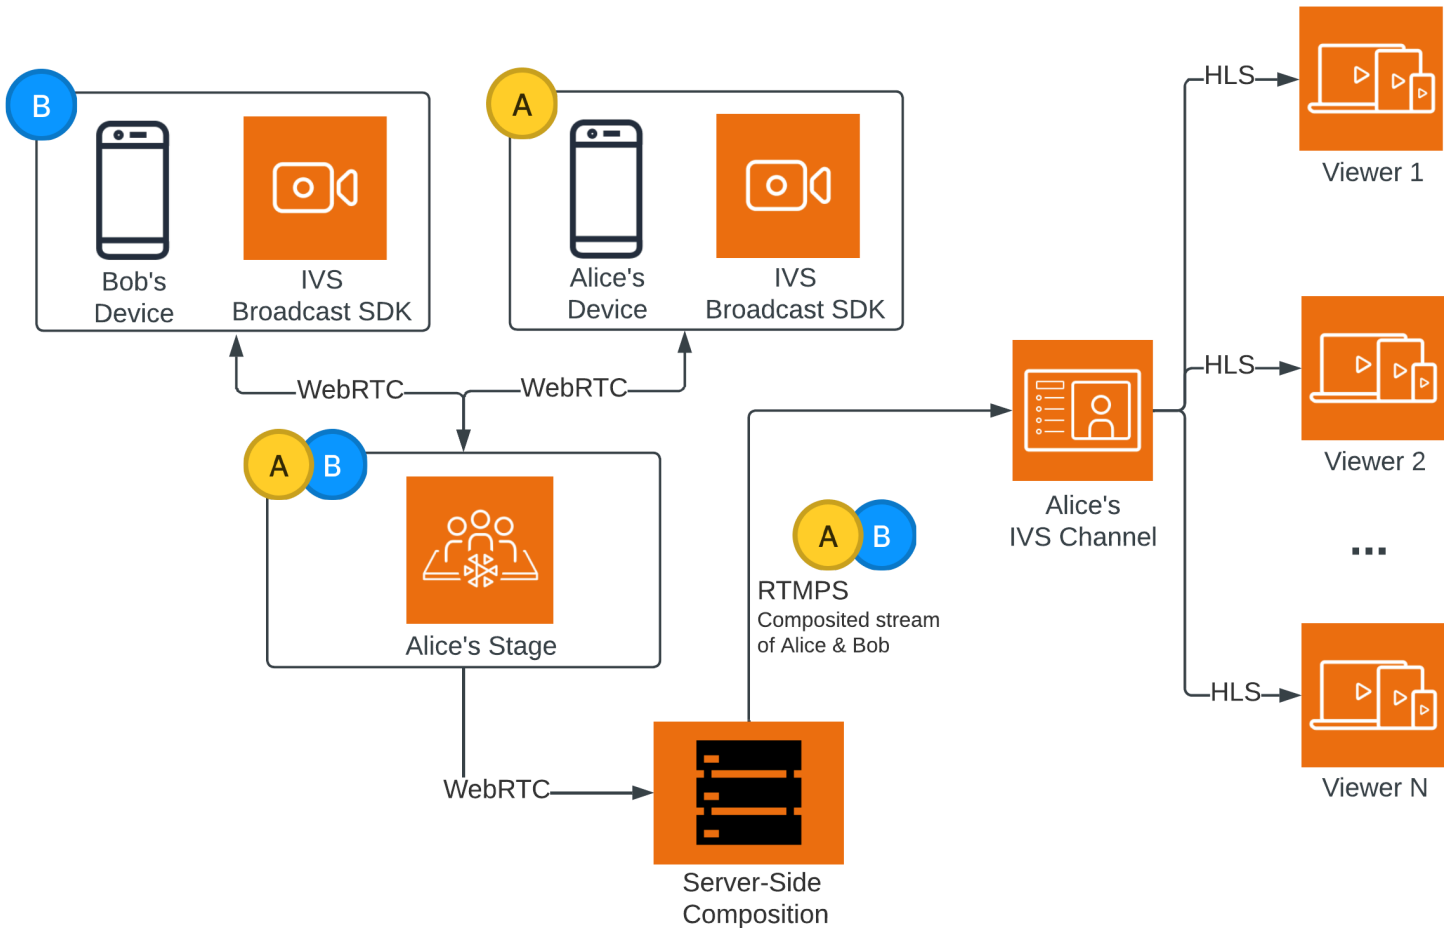 B
Bob's
Device
IVS
Broadcast SDK
A
Alice's
Device
IVS
Broadcast SDK
WebRTC
WebRTC
A
B
Alice's Stage
WebRTC
Server-Side
Composition
A
B
RTMPS
Composited stream
of Alice & Bob
Alice's
IVS Channel
HLS
Viewer 1
HLS
Viewer 2
...
HLS
Viewer N